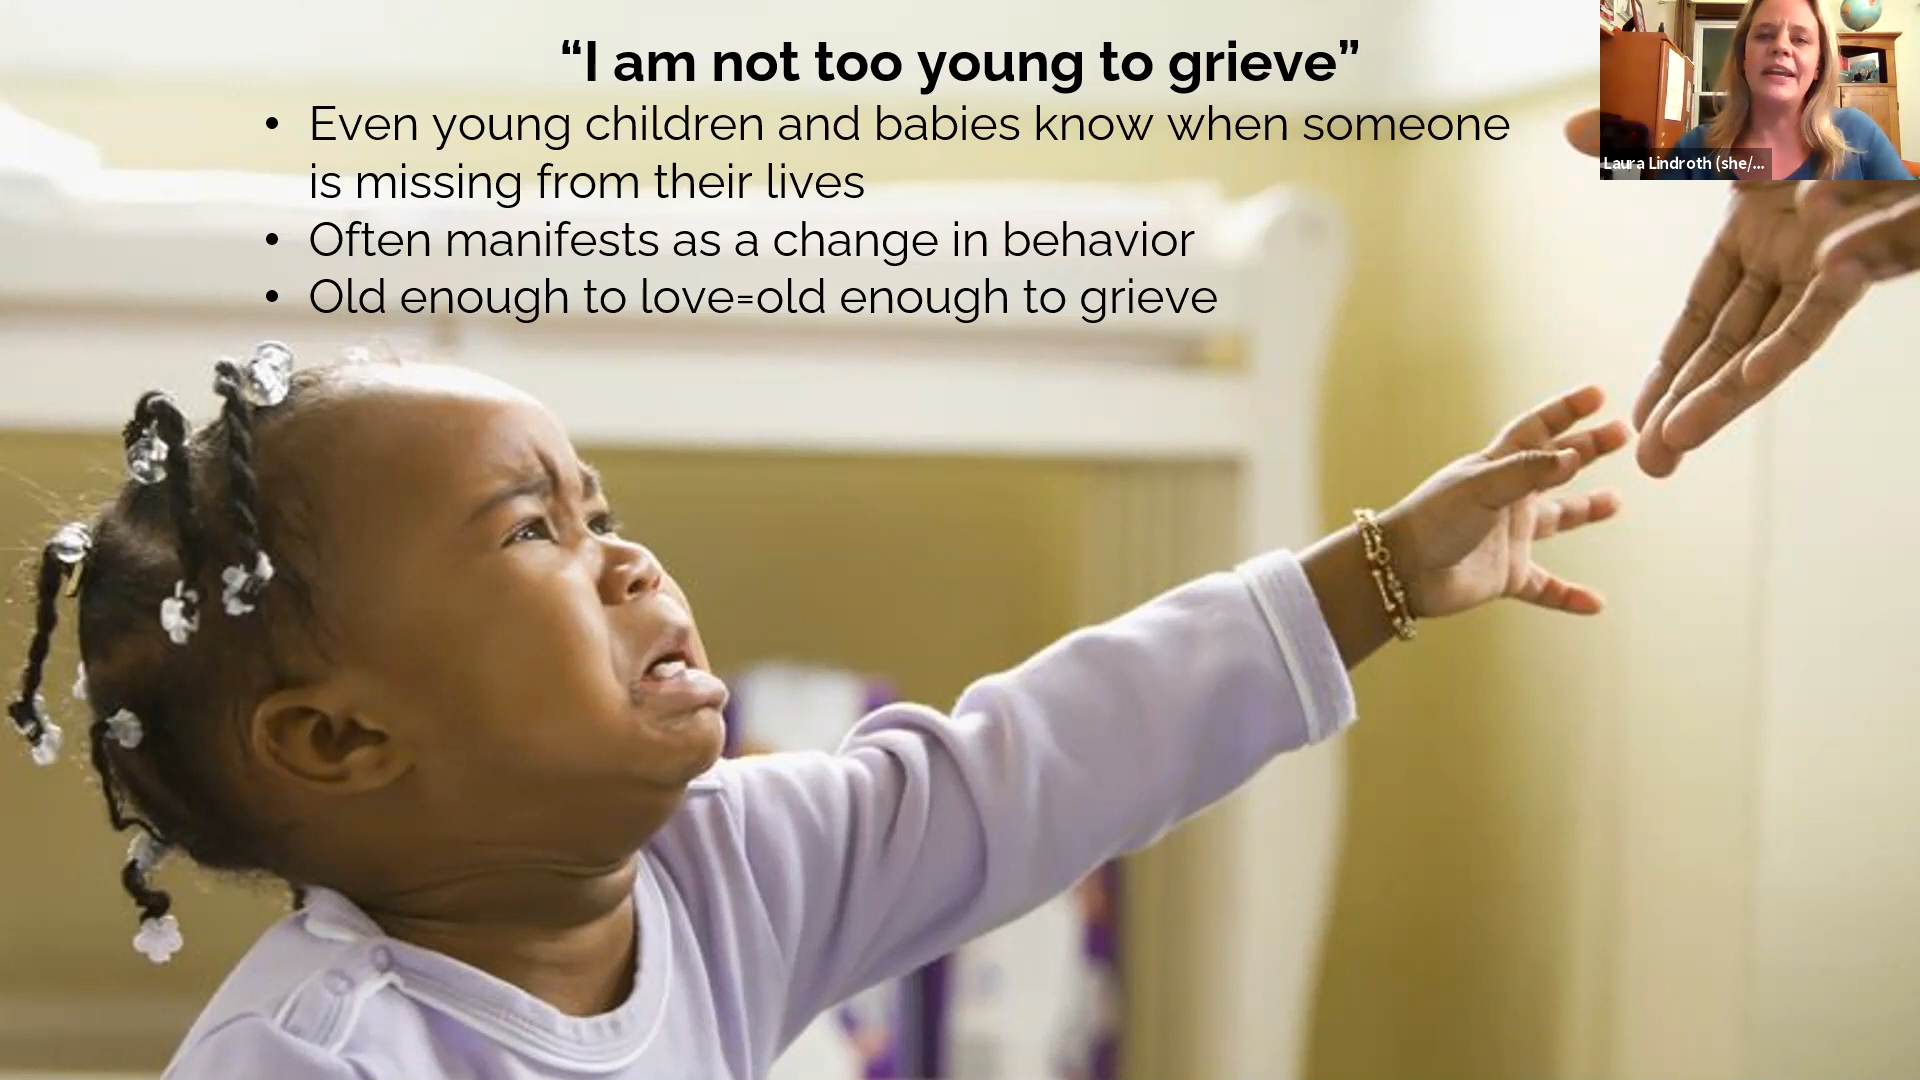 “I am not too young to grieve”
• Even young children and babies know when someone
is missing from their lives
• Often manifests as a change in behavior
• Old enough to love=old enough to grieve
Laura Lindroth (she/...